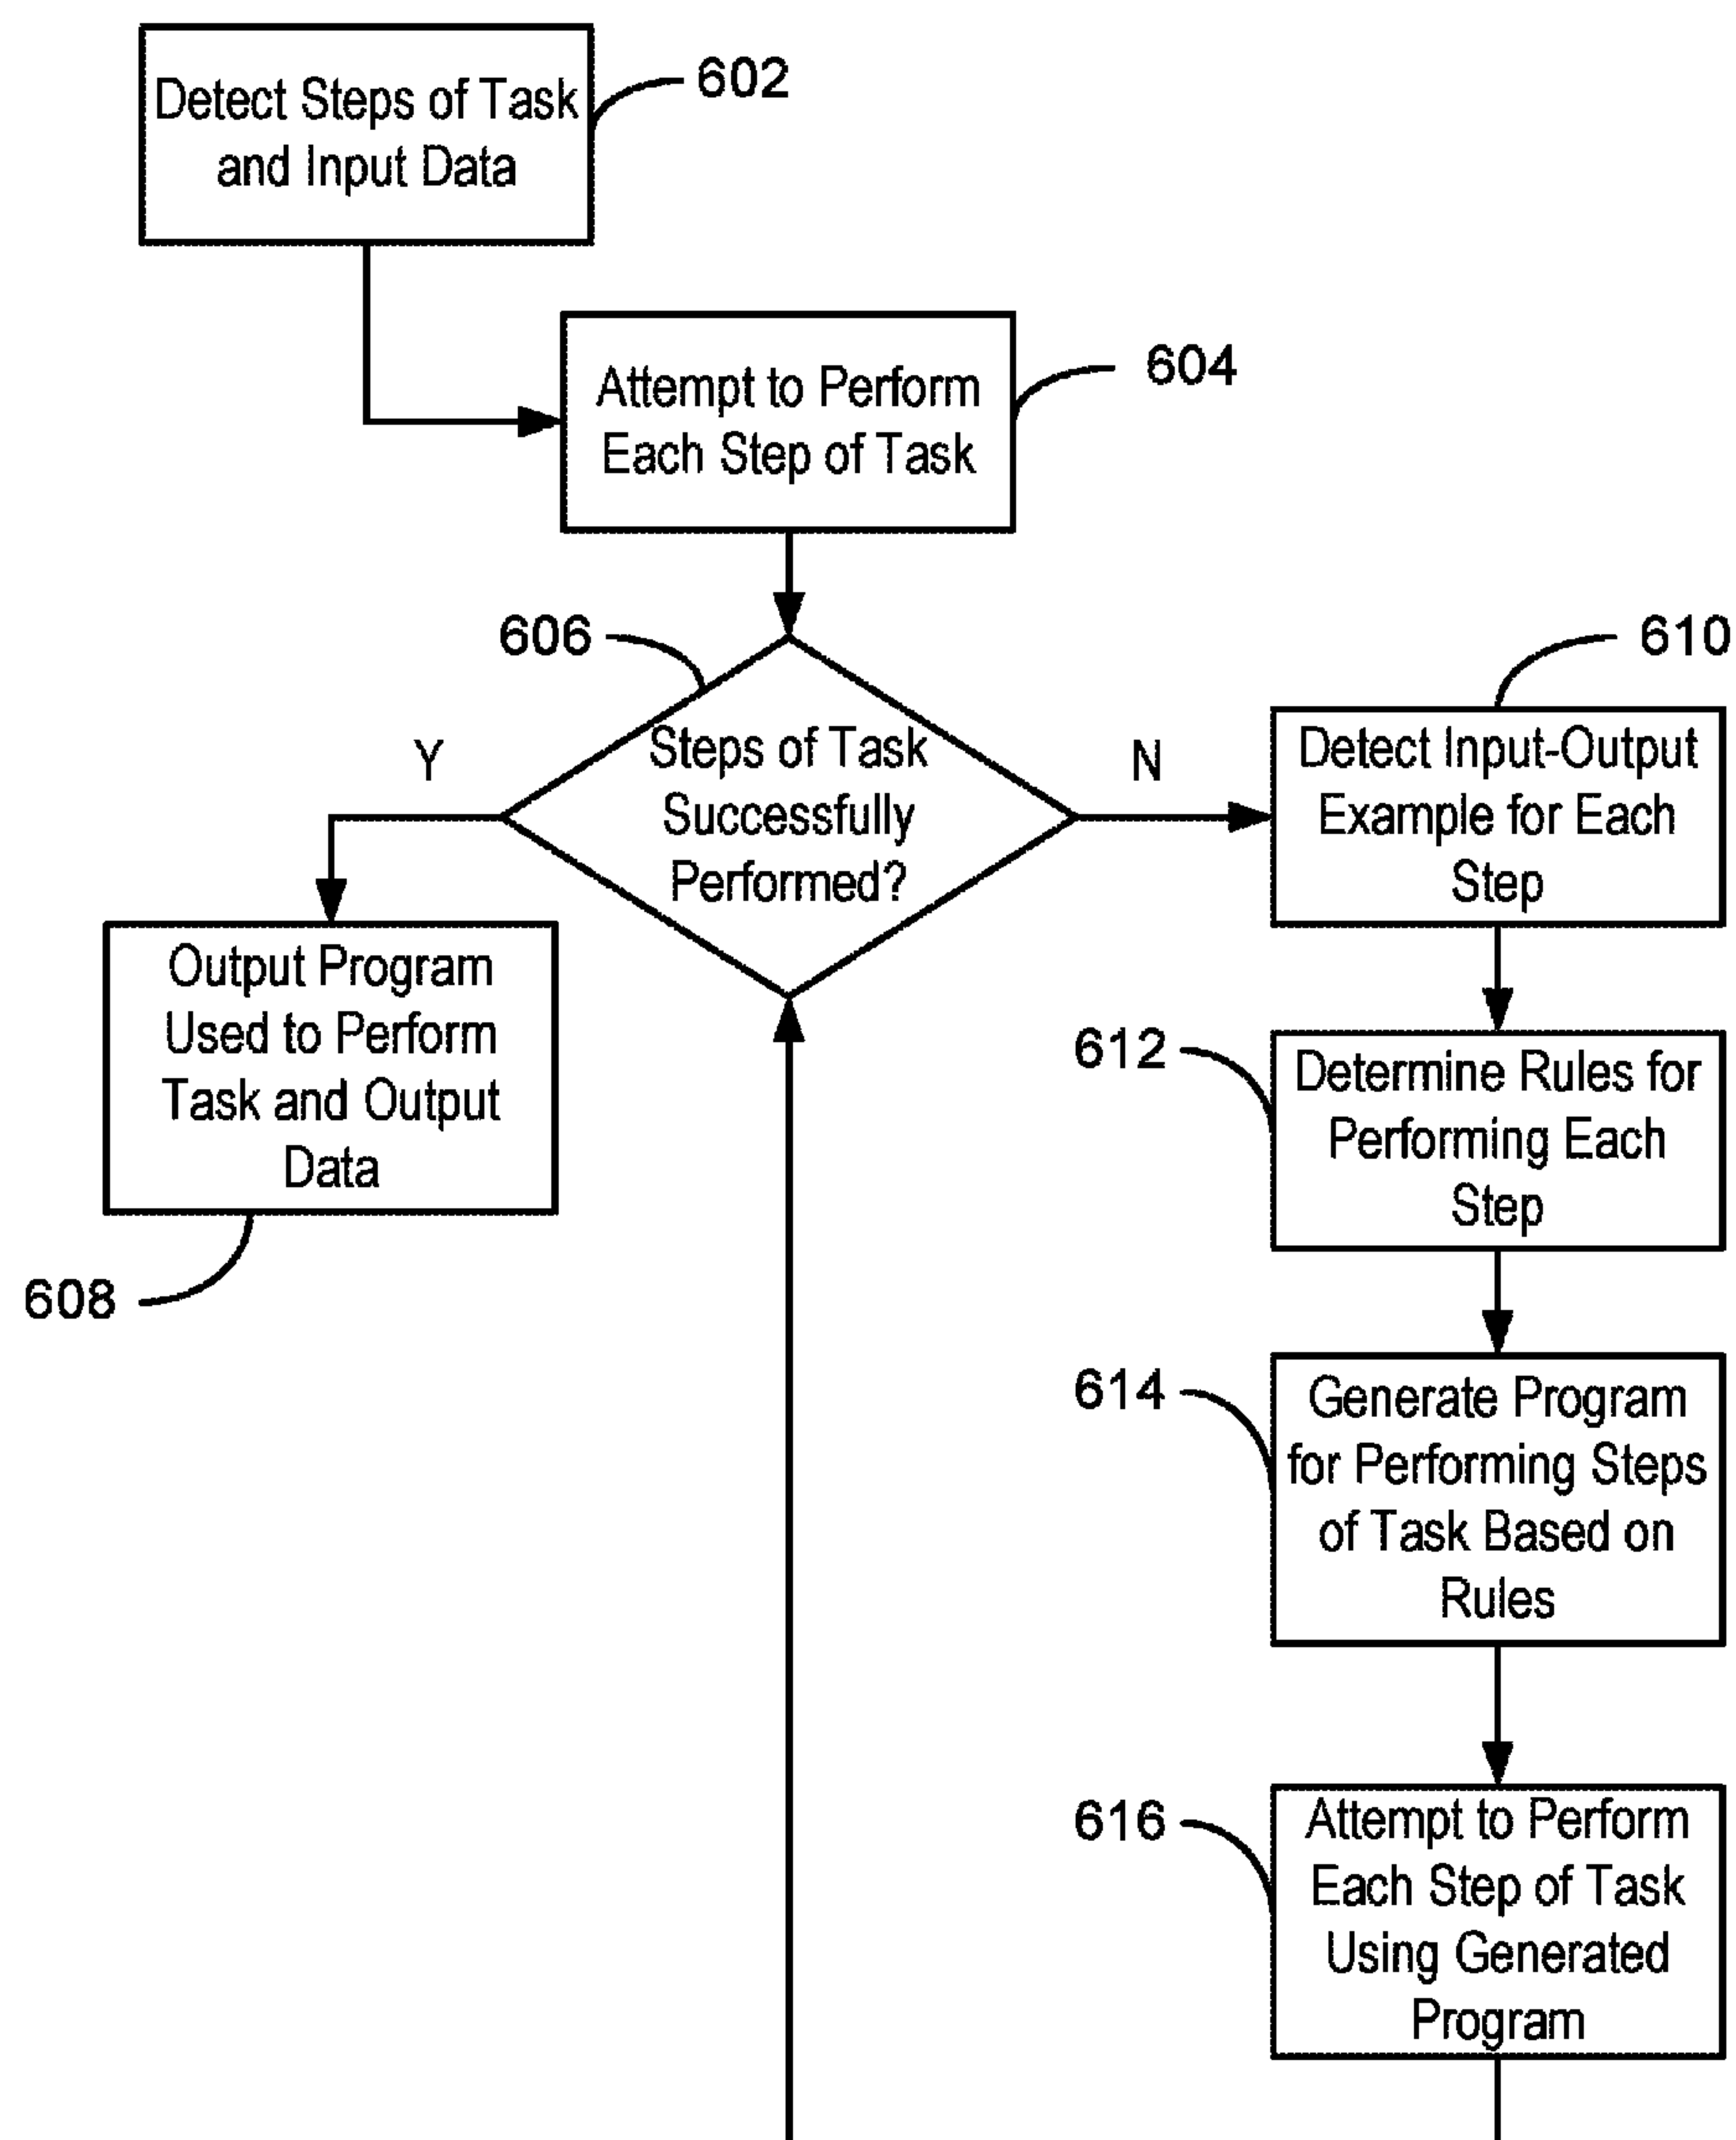 602
Detect Steps of Task
and Input Data
604
Attempt to Perform
Each Step of Task
606
Steps of Task
Successfully
Performed?
Y
N
608
Output Program
Used to Perform
Task and Output
Data
610
Detect Input-Output
Example for Each
Step
612
Determine Rules for
Performing Each
Step
614
Generate Program
for Performing Steps
of Task Based on
Rules
616
Attempt to Perform
Each Step of Task
Using Generated
Program